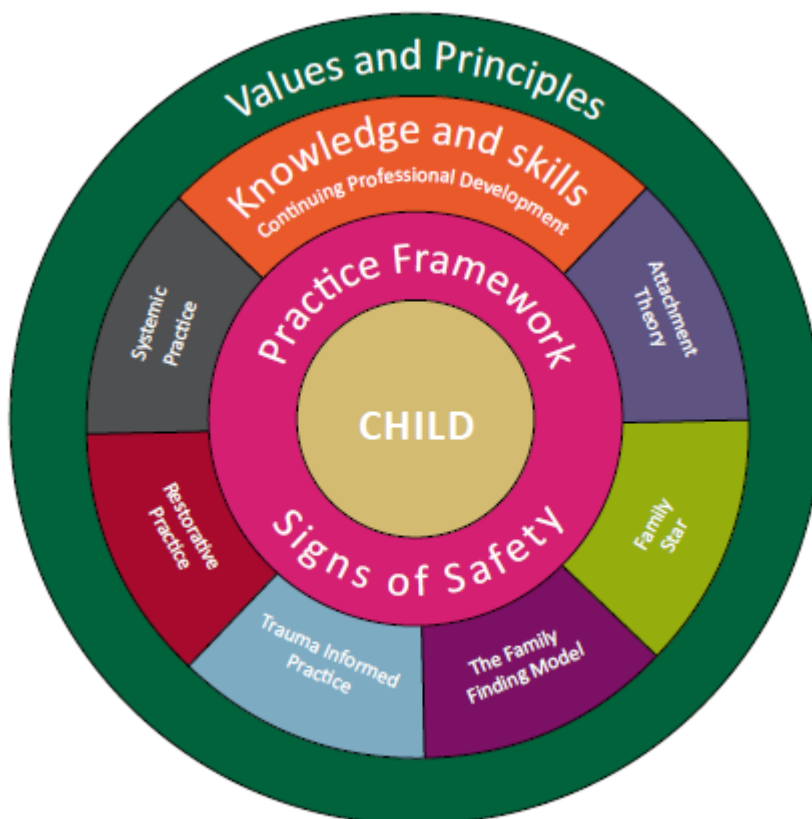 Values and Principles
Knowledge and skills
Continuing Professional Development
Attachment
Theory
Family
Star
The Family
Finding Model
Trauma Informed
Practice
Restorative
Practice
Systemic
Practice
Practice Framework
Signs of Safety
CHILD